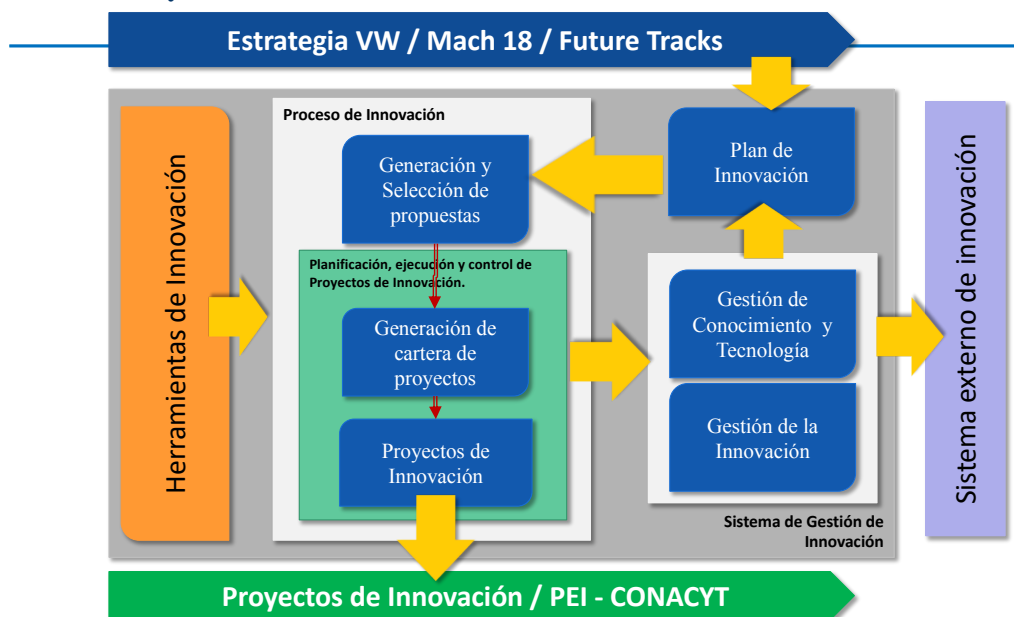 Estrategia VW / Mach 18 / Future Tracks
Herramientas de Innovación
Proceso de Innovación
Generación y
Selección de
propuestas
Planificación, ejecución y control de
Proyectos de Innovación.
Generación de
cartera de
proyectos
Proyectos de
Innovación
Plan de
Innovación
Gestión de
Conocimiento y
Tecnología
Gestión de la
Innovación
Sistema de Gestión de
Innovación
Sistema externo de innovación
Proyectos de Innovación / PEI - CONACYT